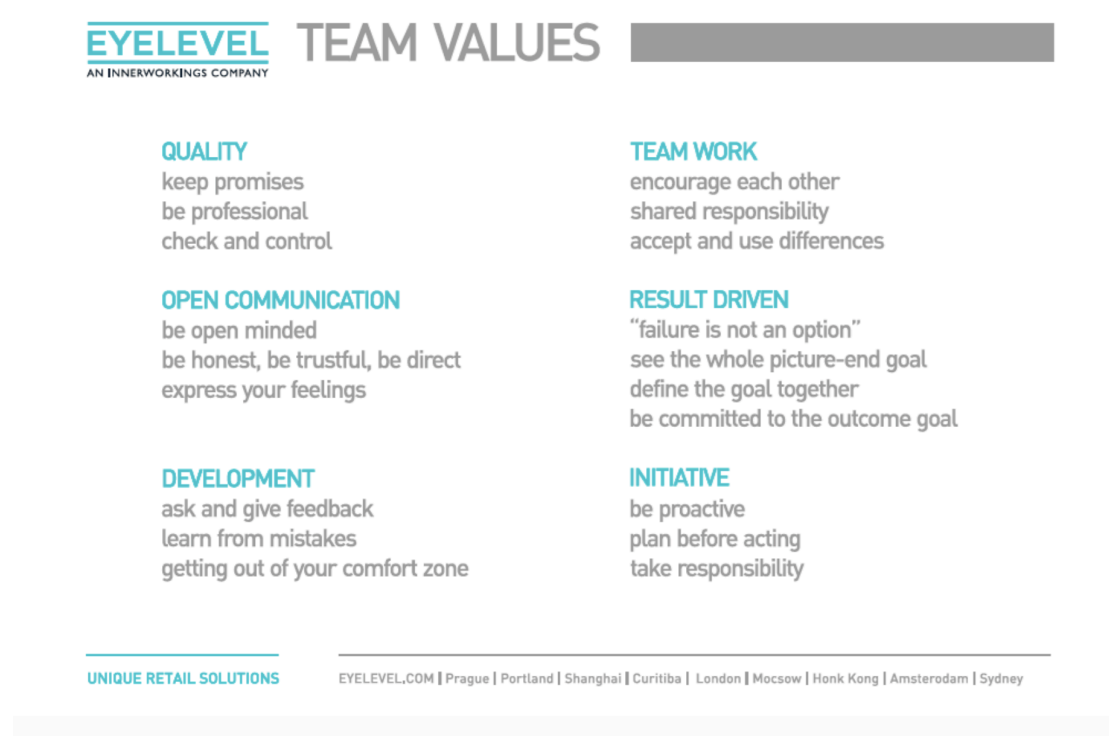 EYELEVEL
AN INNERWORKINGS COMPANY
TEAM VALUES
QUALITY
keep promises
be professional
check and control
TEAM WORK
encourage each other
shared responsibility
accept and use differences
OPEN COMMUNICATION
be open minded
be honest, be trustful, be direct
express your feelings
RESULT DRIVEN
“failure is not an option”
see the whole picture-end goal
define the goal together
be committed to the outcome goal
DEVELOPMENT
ask and give feedback
learn from mistakes
getting out of your comfort zone
INITIATIVE
be proactive
plan before acting
take responsibility
UNIQUE RETAIL SOLUTIONS
EYELEVEL.COM | Prague | Portland | Shanghai | Curitiba | London | Mocsow | Honk Kong | Amsterodam | Sydney